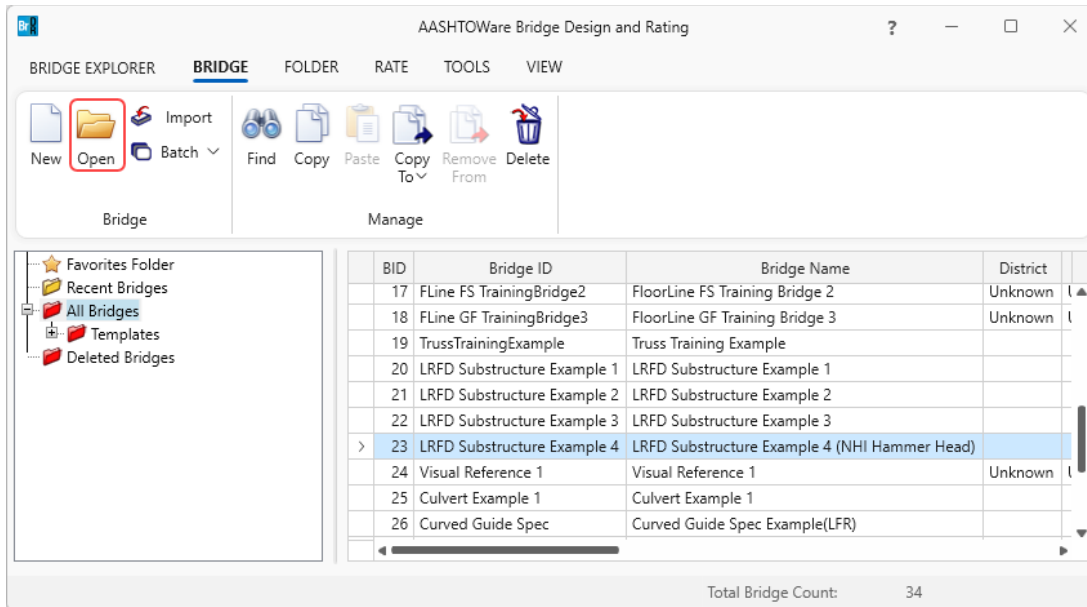 Br DR AASHTOWare Bridge Design and Rating ?
BRIDGE EXPLORER BRIDGE FOLDER RATE TOOLS VIEW
New Open Import Batch Find Copy Paste Copy To Remove From Delete
Bridge Manage
Favorites Folder
Recent Bridges
All Bridges
Templates
Deleted Bridges
BID Bridge ID Bridge Name District
17 FLine FS TrainingBridge2 FloorLine FS Training Bridge 2 Unknown
18 FLine GF TrainingBridge3 FloorLine GF Training Bridge 3 Unknown
19 TrussTrainingExample Truss Training Example
20 LRFD Substructure Example 1 LRFD Substructure Example 1
21 LRFD Substructure Example 2 LRFD Substructure Example 2
22 LRFD Substructure Example 3 LRFD Substructure Example 3
23 LRFD Substructure Example 4 LRFD Substructure Example 4 (NHI Hammer Head)
24 Visual Reference 1 Visual Reference 1 Unknown
25 Culvert Example 1 Culvert Example 1
26 Curved Guide Spec Curved Guide Spec Example(LFR)
Total Bridge Count: 34